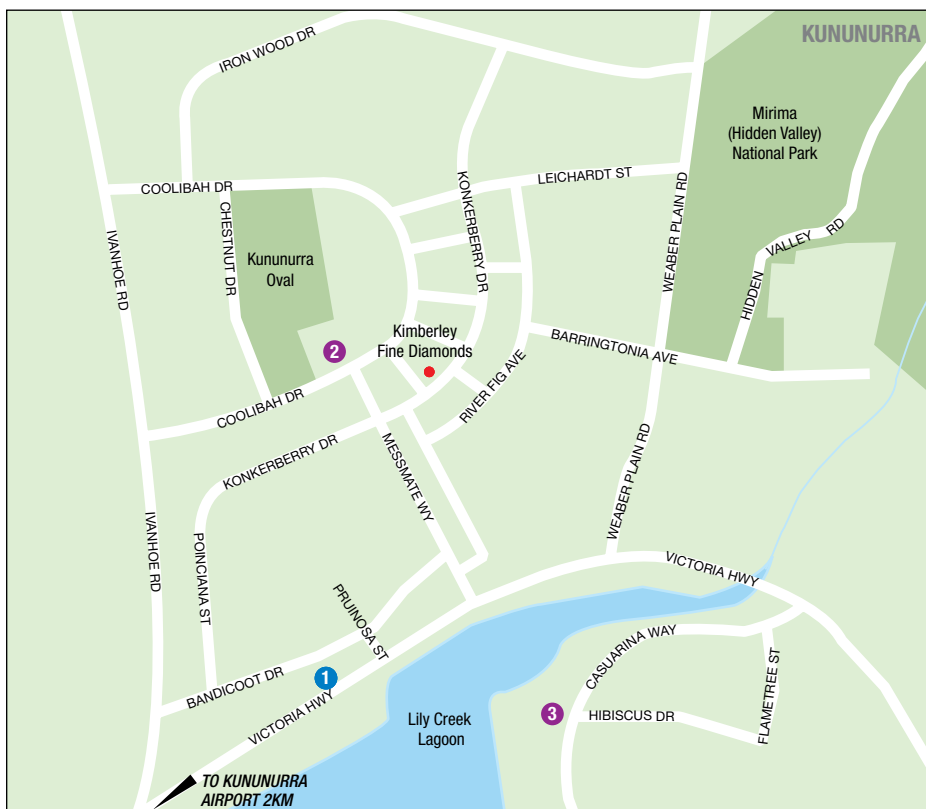 KUNUNURRA
IRON WOOD DR
Mirima
(Hidden Valley)
National Park
COOLIBAH DR
LEICHARDT ST
KONKERBERRY DR
CHESTNUT DR
IVANHOE RD
WEABER PLAIN RD
HIDDEN
VALLEY
RD
Kununurra
Oval
Kimberley
Fine Diamonds
2
BARRINGTONIA AVE
RIVER FIG AVE
COOLIBAH DR
KONKERBERRY DR
MESSMATE WY
WEABER PLAIN RD
IVANHOE RD
POINCIANA ST
PRUINOSA ST
VICTORIA HWY
BANDICOOT DR
1
VICTORIA HWY
CASUARINA WAY
FLAMETREE ST
3
HIBISCUS DR
Lily Creek
Lagoon
TO KUNUNURRA
AIRPORT 2KM